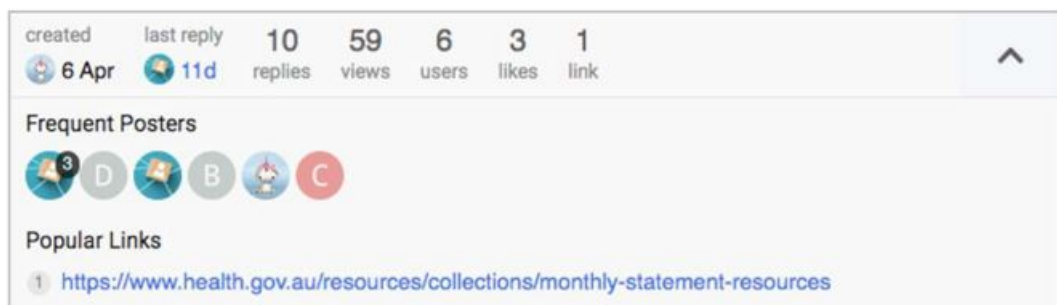 created last reply 10 59 6 3 1
6 Apr 11d replies views users likes link
Frequent Posters
3 D B C
Popular Links
1 https://www.health.gov.au/resources/collections/monthly-statement-resources